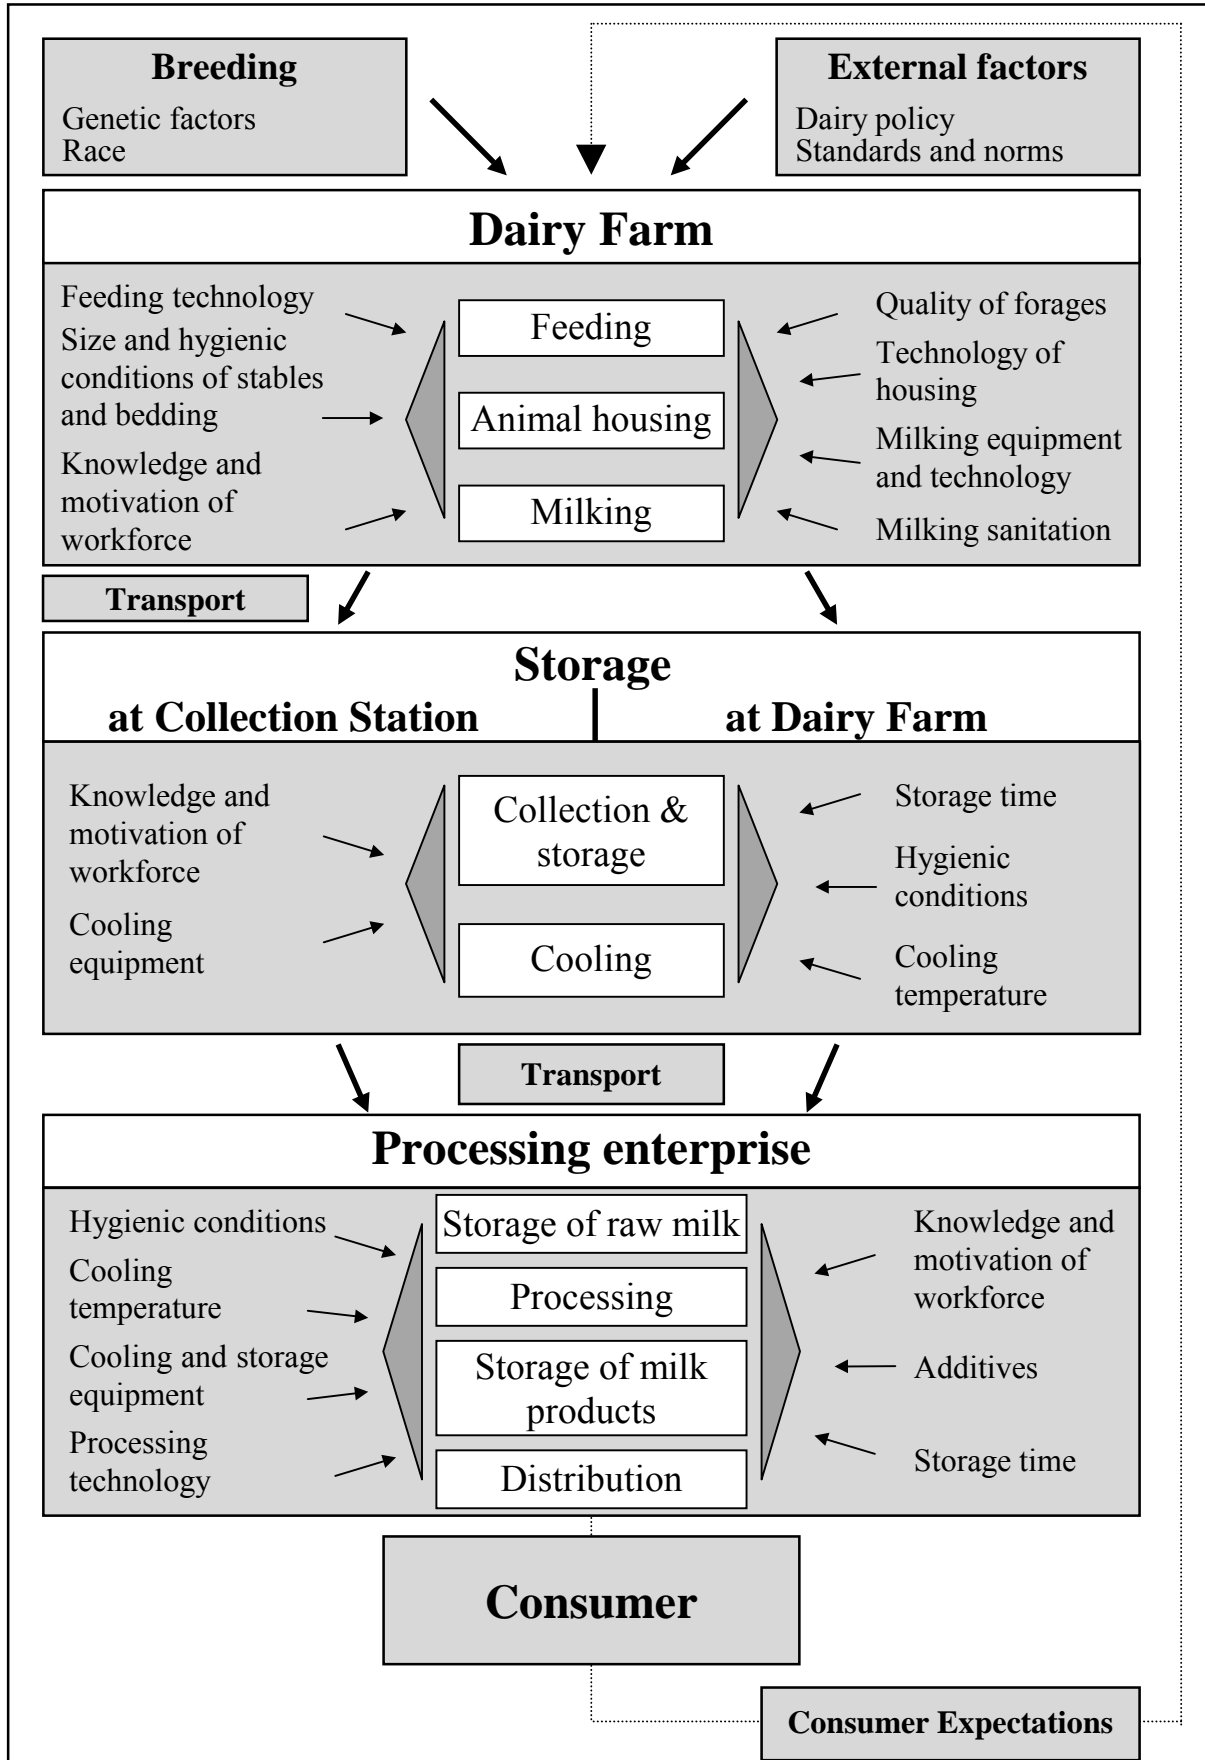 Breeding
Genetic factors
Race
External factors
Dairy policy
Standards and norms
Dairy Farm
Feeding technology
Size and hygienic
conditions of stables
and bedding
Knowledge and
motivation of
workforce
Feeding
Animal housing
Milking
Quality of forages
Technology of
housing
Milking equipment
and technology
Milking sanitation
Transport
Storage
at Collection Station
at Dairy Farm
Knowledge and
motivation of
workforce
Cooling
equipment
Collection &
storage
Cooling
Storage time
Hygienic
conditions
Cooling
temperature
Transport
Processing enterprise
Hygienic conditions
Cooling
temperature
Cooling and storage
equipment
Processing
technology
Storage of raw milk
Processing
Storage of milk
products
Distribution
Knowledge and
motivation of
workforce
Additives
Storage time
Consumer
Consumer Expectations